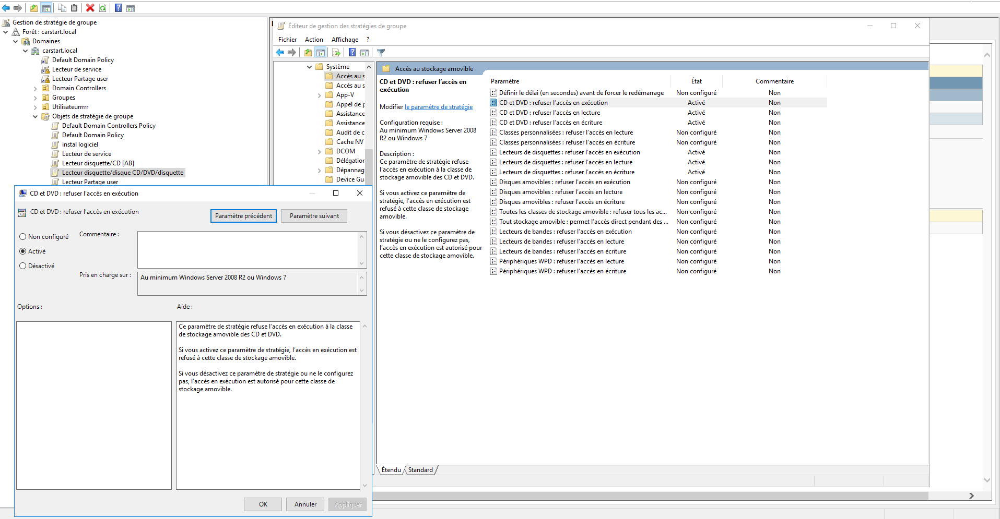 Gestion de stratégie de groupe
Forêt : carstart.local
Domaines
carstart.local
Default Domain Policy
Lecteur de service
Lecteur Partage user
Domain Controllers
Groupes
Utilisateurrrrr
Objets de stratégie de groupe
Default Domain Controllers Policy
Default Domain Policy
instal logiciel
Lecteur de service
Lecteur disquette/CD [AB]
Lecteur disquette/disque CD/DVD/disquette
Lecteur Partage user
Éditeur de gestion des stratégies de groupe
Fichier Action Affichage ?
Système
Accès au s
Accès au s
App-V
Appel de p
Assistance
Assistance
Audit de c
Cache NV
DCOM
Délégation
Dépannag
Device Gu
Accès au stockage amovible
CD et DVD : refuser l'accès en
exécution
Modifier le paramètre de stratégie
Configuration requise :
Au minimum Windows Server 2008
R2 ou Windows 7
Description :
Ce paramètre de stratégie refuse
l'accès en exécution à la classe de
stockage amovible des CD et DVD.
Si vous activez ce paramètre de
stratégie, l'accès en exécution est
refusé à cette classe de stockage
amovible.
Si vous désactivez ce paramètre de
stratégie ou ne le configurez pas,
l'accès en exécution est autorisé pour
cette classe de stockage amovible.
Paramètre État Commentaire
Définir le délai (en secondes) avant de forcer le redémarrage Non configuré Non
CD et DVD : refuser l'accès en exécution Activé Non
CD et DVD : refuser l'accès en lecture Activé Non
CD et DVD : refuser l'accès en écriture Activé Non
Classes personnalisées : refuser l'accès en lecture Non configuré Non
Classes personnalisées : refuser l'accès en écriture Non configuré Non
Lecteurs de disquettes : refuser l'accès en exécution Activé Non
Lecteurs de disquettes : refuser l'accès en lecture Activé Non
Lecteurs de disquettes : refuser l'accès en écriture Activé Non
Disques amovibles : refuser l'accès en exécution Non configuré Non
Disques amovibles : refuser l'accès en lecture Non configuré Non
Disques amovibles : refuser l'accès en écriture Non configuré Non
Toutes les classes de stockage amovible : refuser tous les ac... Non configuré Non
Tout stockage amovible : permet l'accès direct pendant des ... Non configuré Non
Lecteurs de bandes : refuser l'accès en exécution Non configuré Non
Lecteurs de bandes : refuser l'accès en lecture Non configuré Non
Lecteurs de bandes : refuser l'accès en écriture Non configuré Non
Périphériques WPD : refuser l'accès en lecture Non configuré Non
Périphériques WPD : refuser l'accès en écriture Non configuré Non
Étendu Standard
CD et DVD : refuser l'accès en exécution
CD et DVD : refuser l'accès en exécution
Paramètre précédent Paramètre suivant
Non configuré
Activé
Désactivé
Commentaire :
Pris en charge sur :
Au minimum Windows Server 2008 R2 ou Windows 7
Options :
Aide :
Ce paramètre de stratégie refuse l'accès en exécution à la classe
de stockage amovible des CD et DVD.
Si vous activez ce paramètre de stratégie, l'accès en exécution est
refusé à cette classe de stockage amovible.
Si vous désactivez ce paramètre de stratégie ou ne le configurez
pas, l'accès en exécution est autorisé pour cette classe de
stockage amovible.
OK Annuler Appliquer